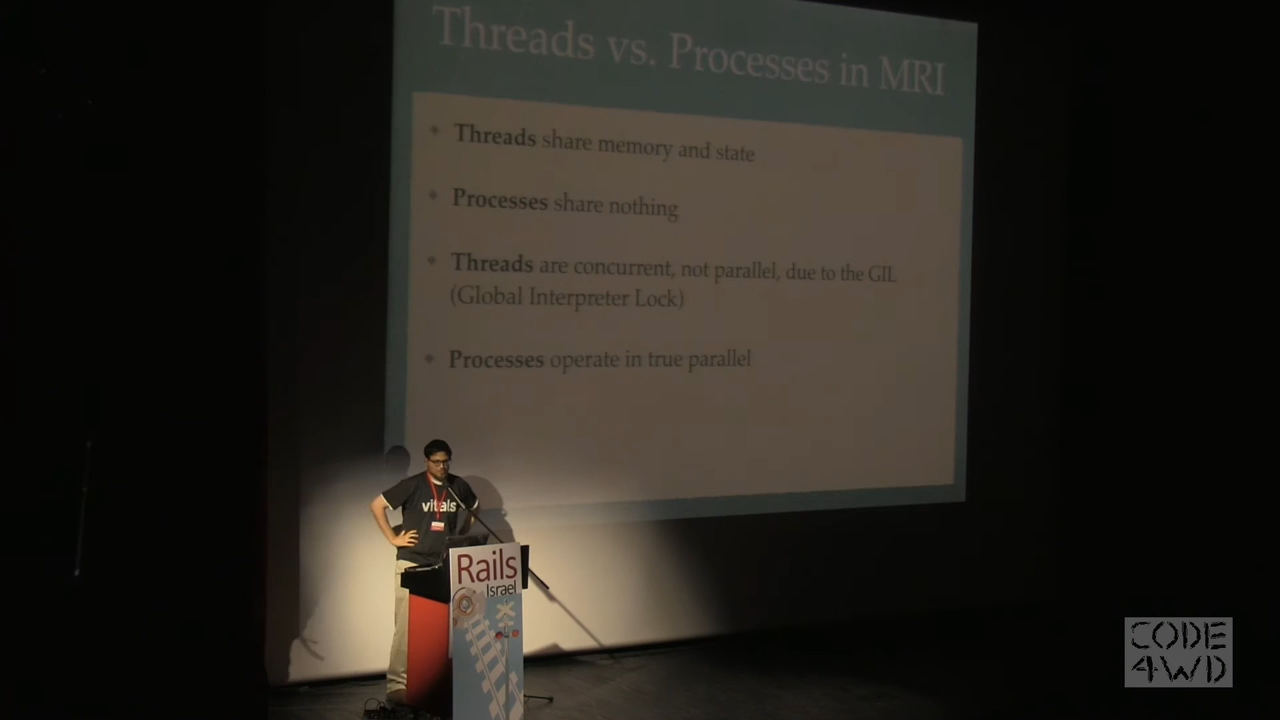 Threads vs. Processes in MRI
Threads share memory and state
Processes share nothing
Threads are concurrent, not parallel, due to the GIL
(Global Interpreter Lock)
Processes operate in true parallel
vitals
Rails
Israel
CODE
4WD